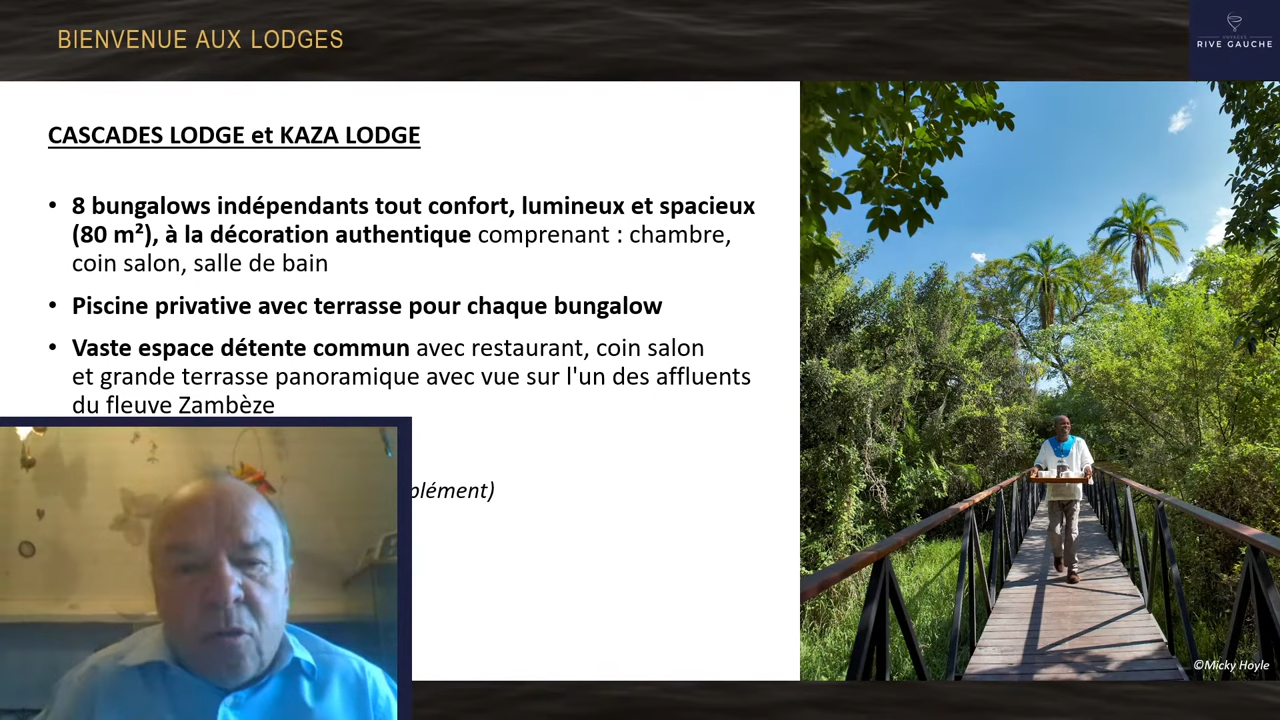 BIENVENUE AUX LODGES
RIVE GAUCHE
CASCADES LODGE et KAZA LODGE
• 8 bungalows indépendants tout confort, lumineux et spacieux
(80 m²), à la décoration authentique comprenant : chambre,
coin salon, salle de bain
• Piscine privative avec terrasse pour chaque bungalow
• Vaste espace détente commun avec restaurant, coin salon
et grande terrasse panoramique avec vue sur l'un des affluents
du fleuve Zambèze
plément)
©Micky Hoyle